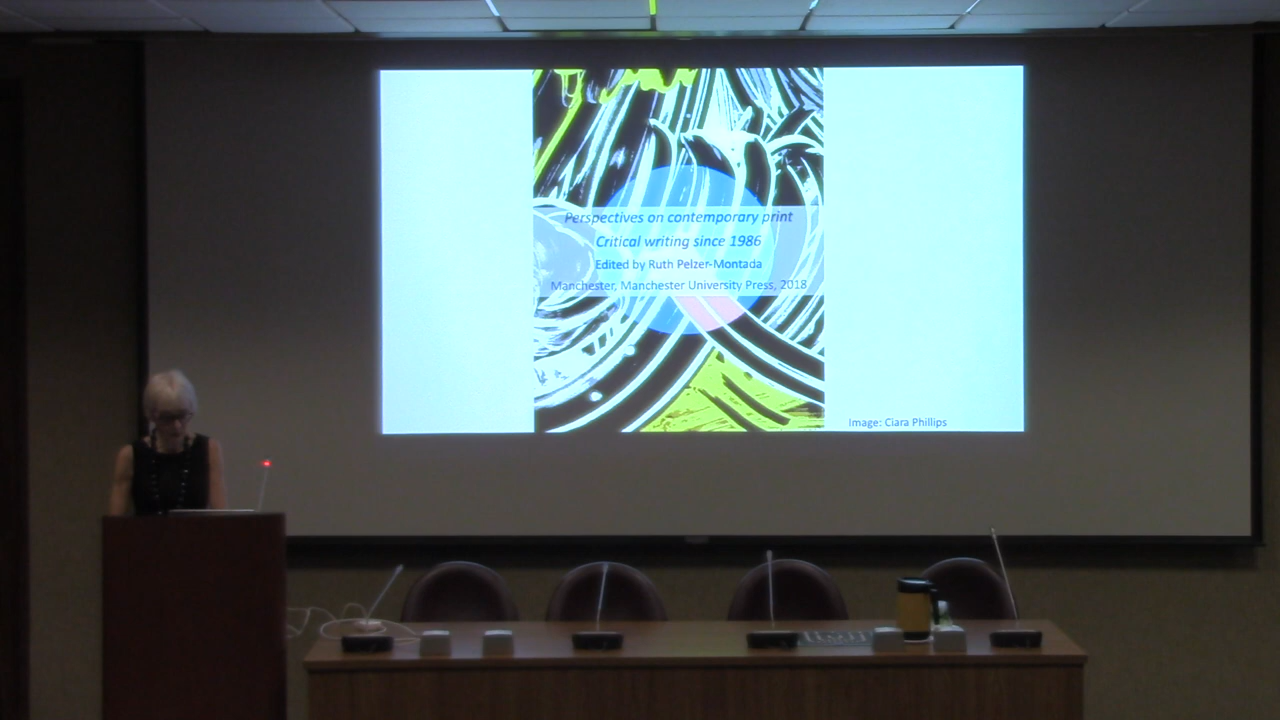 Perspectives on contemporary print
Critical writing since 1986
Edited by Ruth Pelzer-Montada
Manchester, Manchester University Press, 2018
Image: Ciara Phillips